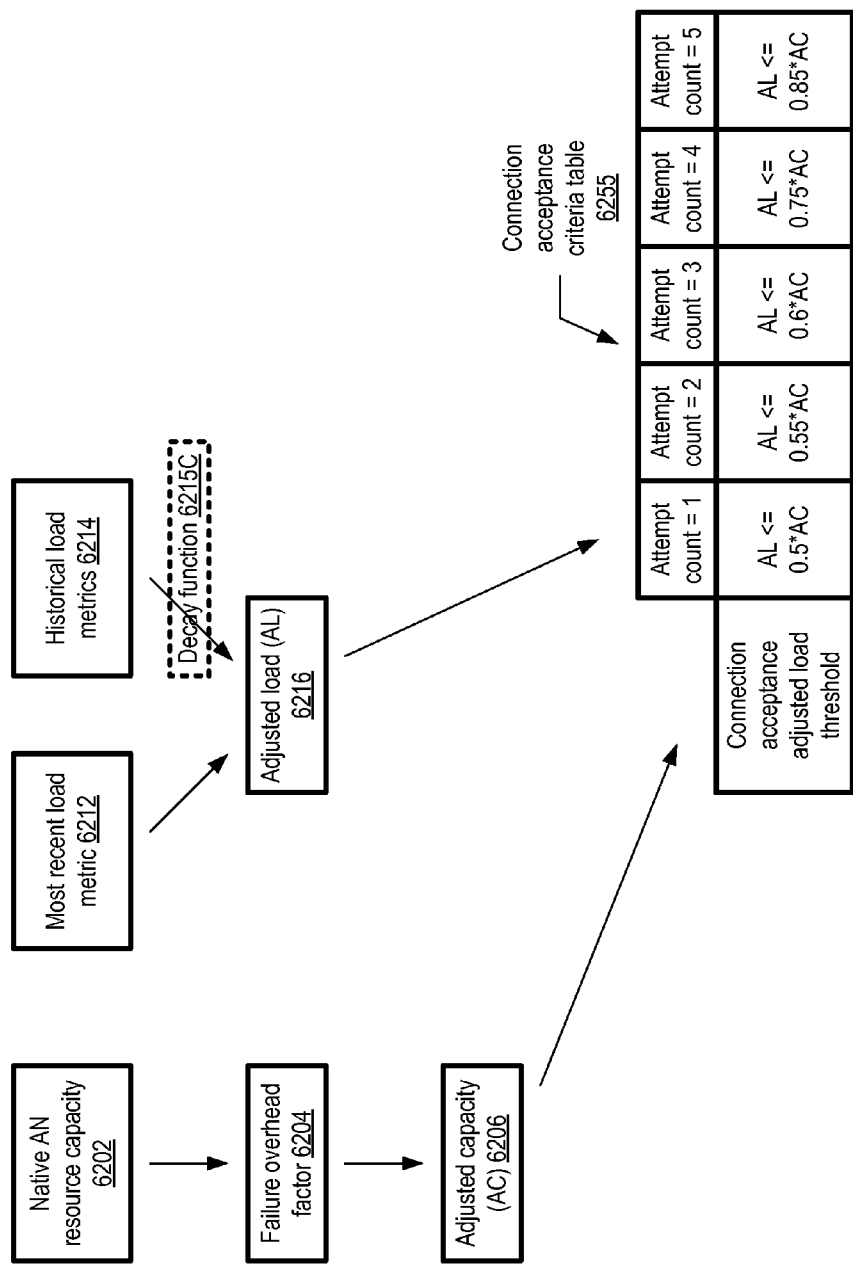 Native AN
resource capacity
6202
Most recent load
metric 6212
Historical load
metrics 6214
Decay function 6215C
Failure overhead
factor 6204
Adjusted load (AL)
6216
Adjusted capacity
(AC) 6206
Connection
acceptance
criteria table
6255
Attempt
count = 1
Attempt
count = 2
Attempt
count = 3
Attempt
count = 4
Attempt
count = 5
Connection
acceptance
adjusted load
threshold
AL <=
0.5*AC
AL <=
0.55*AC
AL <=
0.6*AC
AL <=
0.75*AC
AL <=
0.85*AC